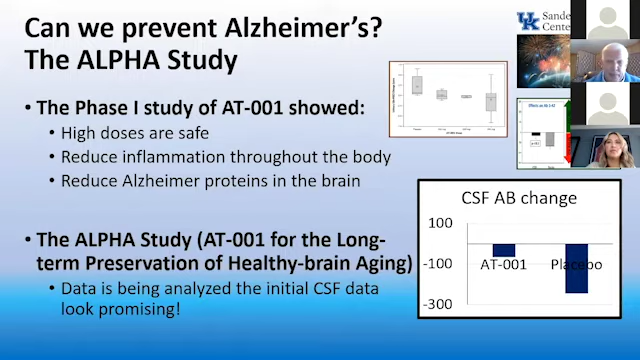 Can we prevent Alzheimer's?
The ALPHA Study
UK Sande
Cente
• The Phase I study of AT-001 showed:
• High doses are safe
• Reduce inflammation throughout the body
• Reduce Alzheimer proteins in the brain
• The ALPHA Study (AT-001 for the Long-
term Preservation of Healthy-brain Aging)
• Data is being analyzed the initial CSF data
look promising!
CSF AB change
100
-100
-300
AT-001
Placebo